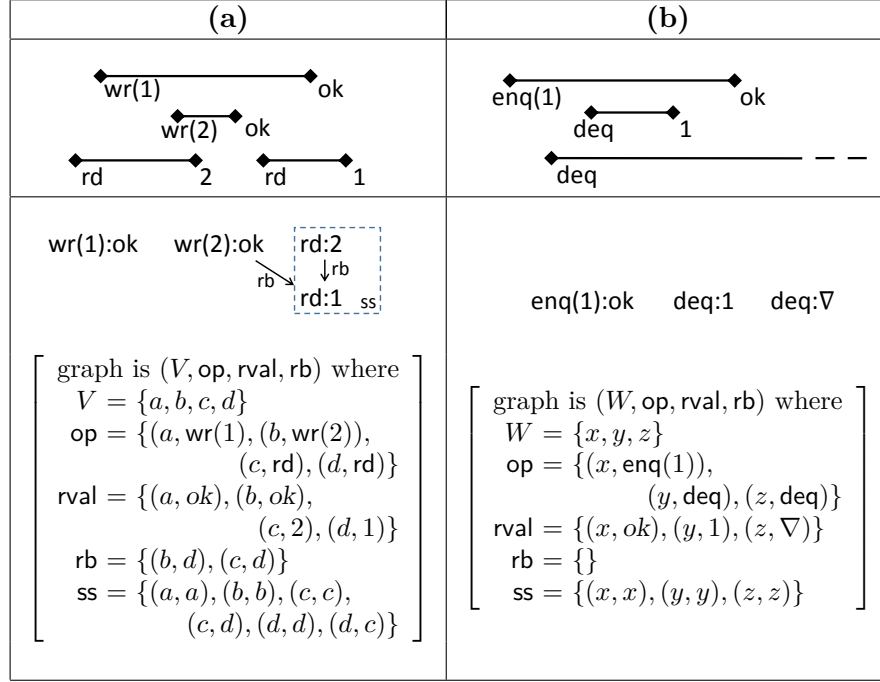 (a) (b)
wr(1) ok
wr(2) ok
rd 2 rd 1
enq(1) ok
deq 1
deq
wr(1):ok wr(2):ok rd:2
rb rb
rd:1 ss
graph is (V, op, rval, rb) where
V = {a, b, c, d}
op = {(a, wr(1), (b, wr(2)),
(c, rd), (d, rd)}
rval = {(a, ok), (b, ok),
(c, 2), (d, 1)}
rb = {(b, d), (c, d)}
ss = {(a, a), (b, b), (c, c),
(c, d), (d, d), (d, c)}
enq(1):ok deq:1 deq:∇
graph is (W, op, rval, rb) where
W = {x, y, z}
op = {(x, enq(1)),
(y, deq), (z, deq)}
rval = {(x, ok), (y, 1), (z, ∇)}
rb = {}
ss = {(x, x), (y, y), (z, z)}